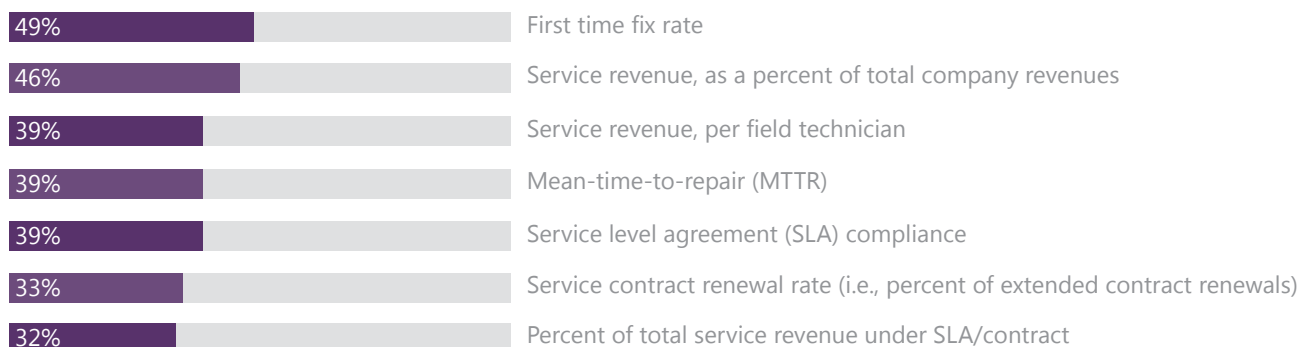 49% First time fix rate
46% Service revenue, as a percent of total company revenues
39% Service revenue, per field technician
39% Mean-time-to-repair (MTTR)
39% Service level agreement (SLA) compliance
33% Service contract renewal rate (i.e., percent of extended contract renewals)
32% Percent of total service revenue under SLA/contract